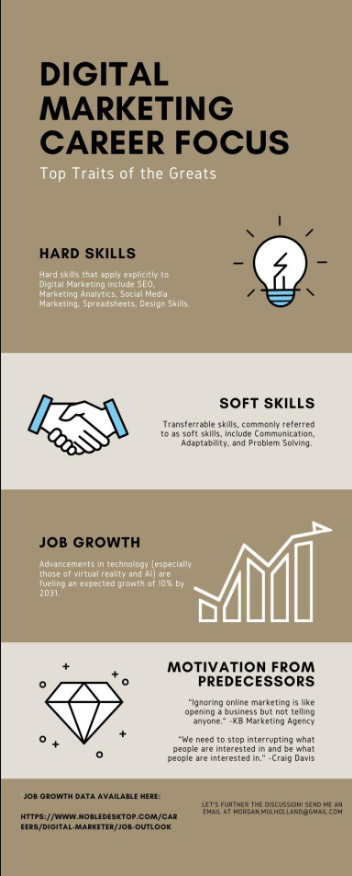 DIGITAL
MARKETING
CAREER FOCUS
Top Traits of the Greats
HARD SKILLS
Hard skills that apply explicitly to
Digital Marketing include SEO,
Marketing Analytics, Social Media
Marketing, Spreadsheets, Design Skills.
SOFT SKILLS
Transferrable skills, commonly referred
to as soft skills, include Communication,
Adaptability, and Problem Solving.
JOB GROWTH
Advancements in technology (especially
those of virtual reality and AI) are
fueling an expected growth of 10% by
2031.
MOTIVATION FROM
PREDECESSORS
"Ignoring online marketing is like
opening a business but not telling
anyone." -KB Marketing Agency
"We need to stop interrupting what
people are interested in and be what
people are interested in." -Craig Davis
JOB GROWTH DATA AVAILABLE HERE:
HTTPS://WWW.NOBLEDESKTOP.COM/CAR
EERS/DIGITAL-MARKETER/JOB-OUTLOOK
LET'S FURTHER THE DISCUSSION! SEND ME AN
EMAIL AT MORGAN.MULHOLLAND@GMAIL.COM